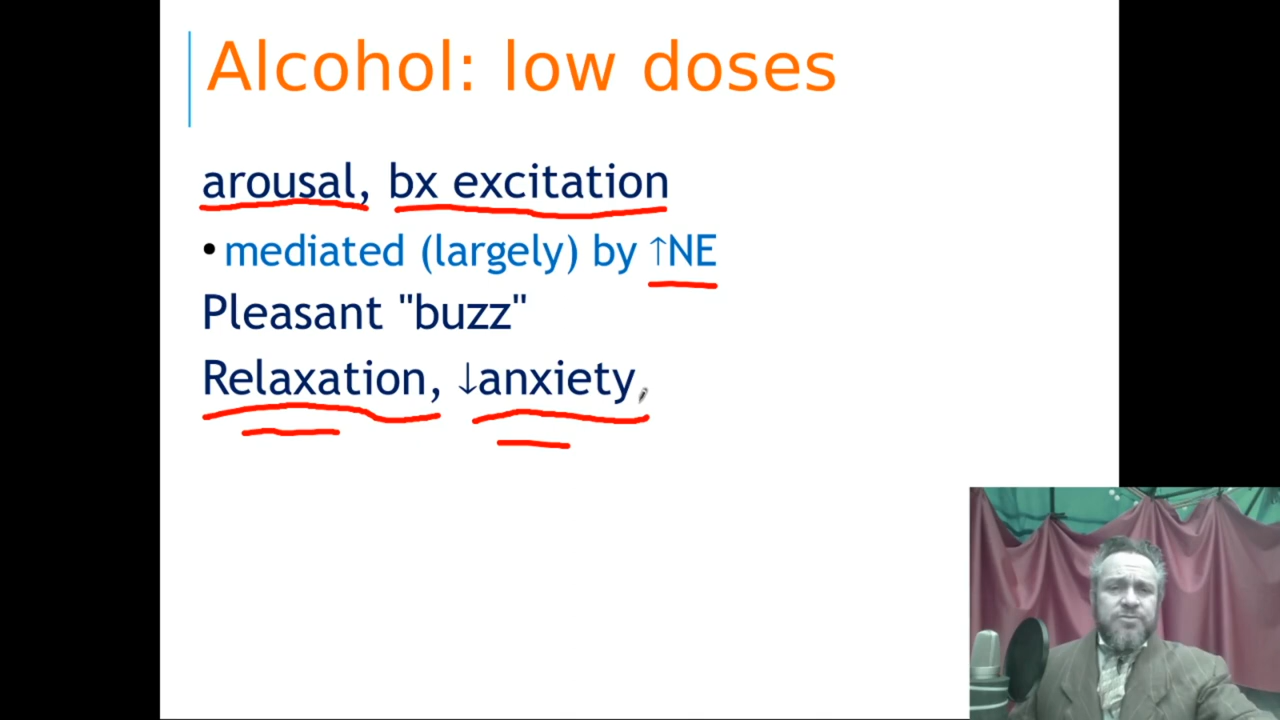 Alcohol: low doses
arousal, bx excitation
• mediated (largely) by ↑NE
Pleasant "buzz"
Relaxation, ↓anxiety,